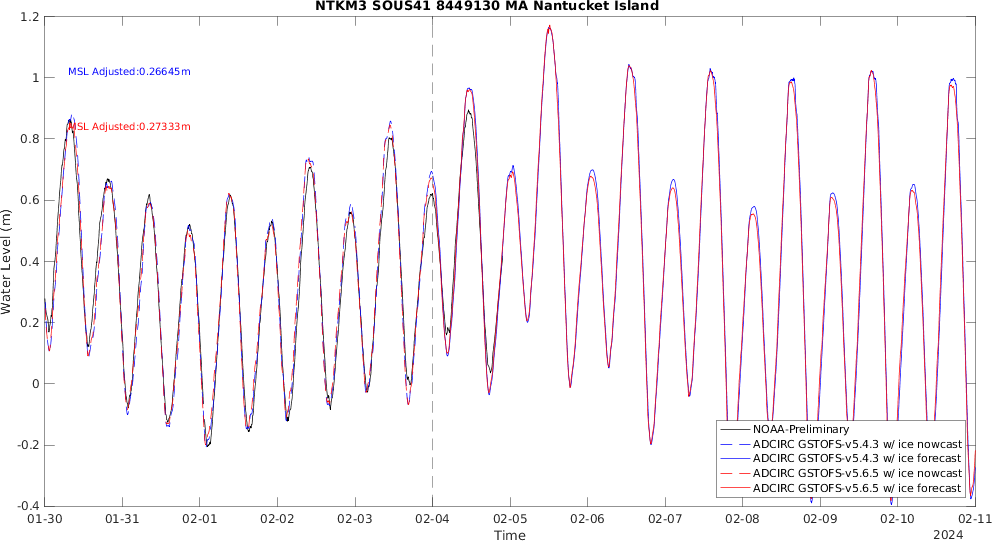 NTKM3 SOUS41 8449130 MA Nantucket Island
1.2
1
0.8
0.6
0.4
0.2
0
-0.2
-0.4
Water Level (m)
MSL Adjusted:0.26645m
MSL Adjusted:0.27333m
NOAA-Preliminary
ADCIRC GSTOFS-v5.4.3 w/ ice nowcast
ADCIRC GSTOFS-v5.4.3 w/ ice forecast
ADCIRC GSTOFS-v5.6.5 w/ ice nowcast
ADCIRC GSTOFS-v5.6.5 w/ ice forecast
01-30 01-31 02-01 02-02 02-03 02-04 02-05 02-06 02-07 02-08 02-09 02-10 02-11
Time
2024